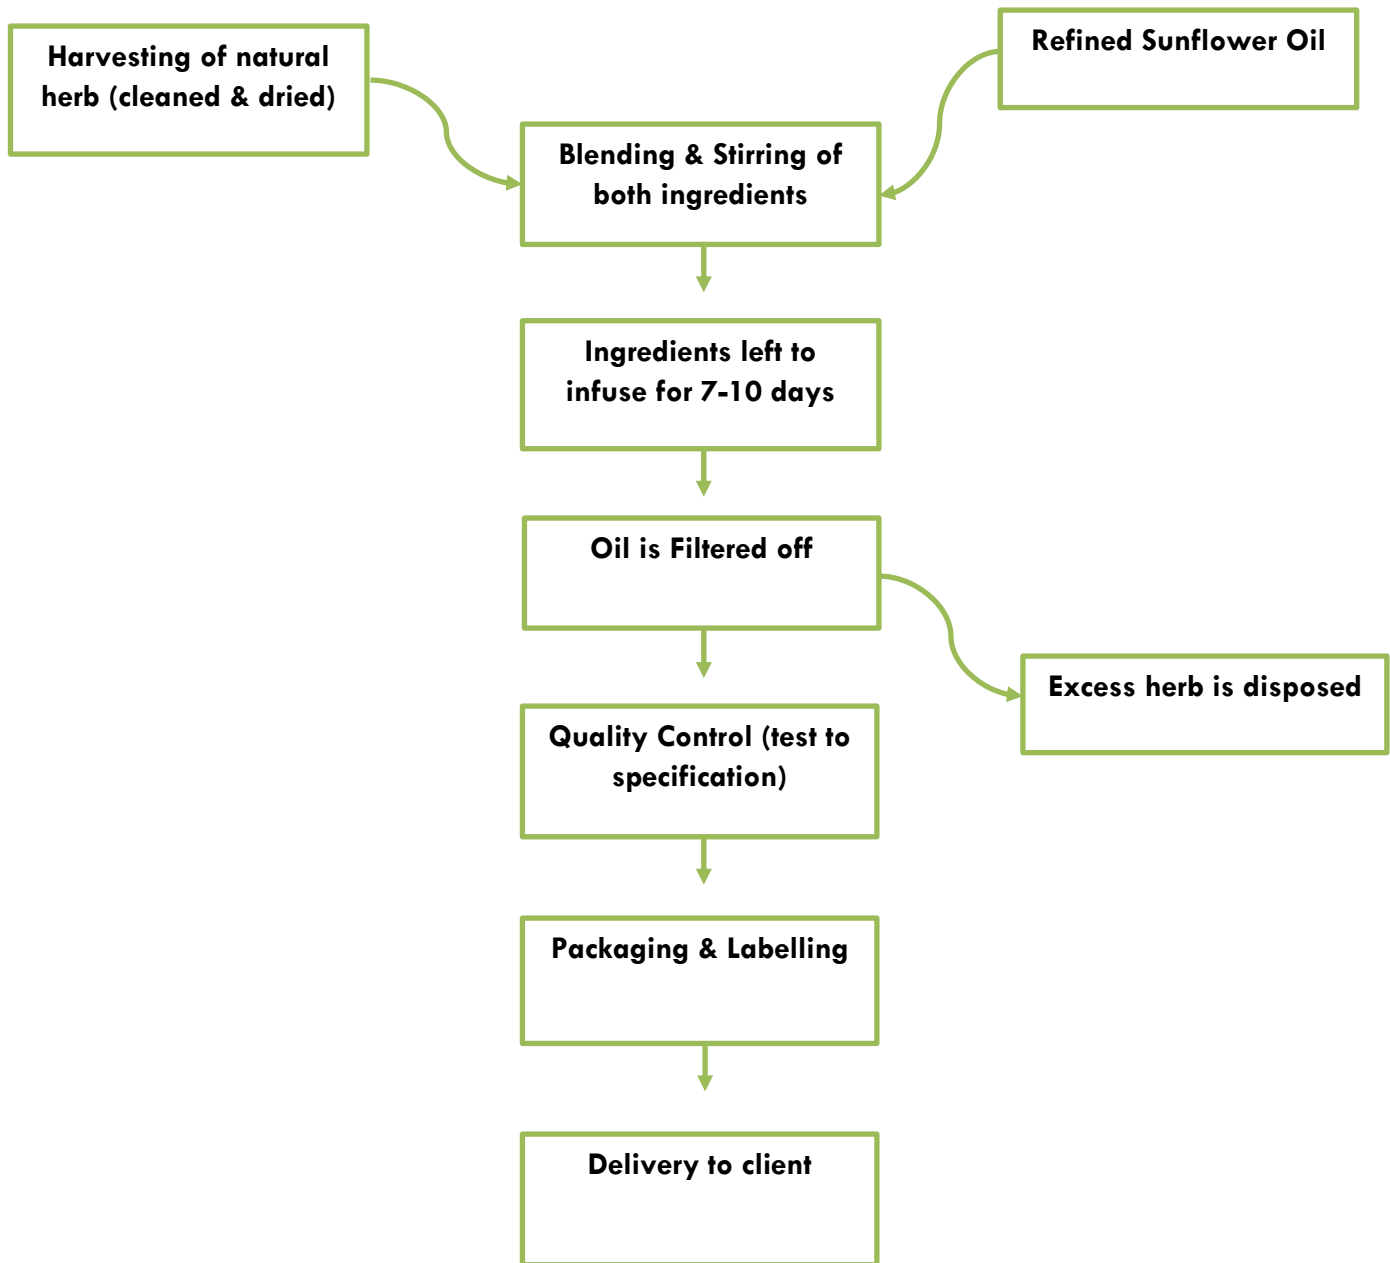 Harvesting of natural
herb (cleaned & dried)
Refined Sunflower Oil
Blending & Stirring of
both ingredients
Ingredients left to
infuse for 7-10 days
Oil is Filtered off
Excess herb is disposed
Quality Control (test to
specification)
Packaging & Labelling
Delivery to client